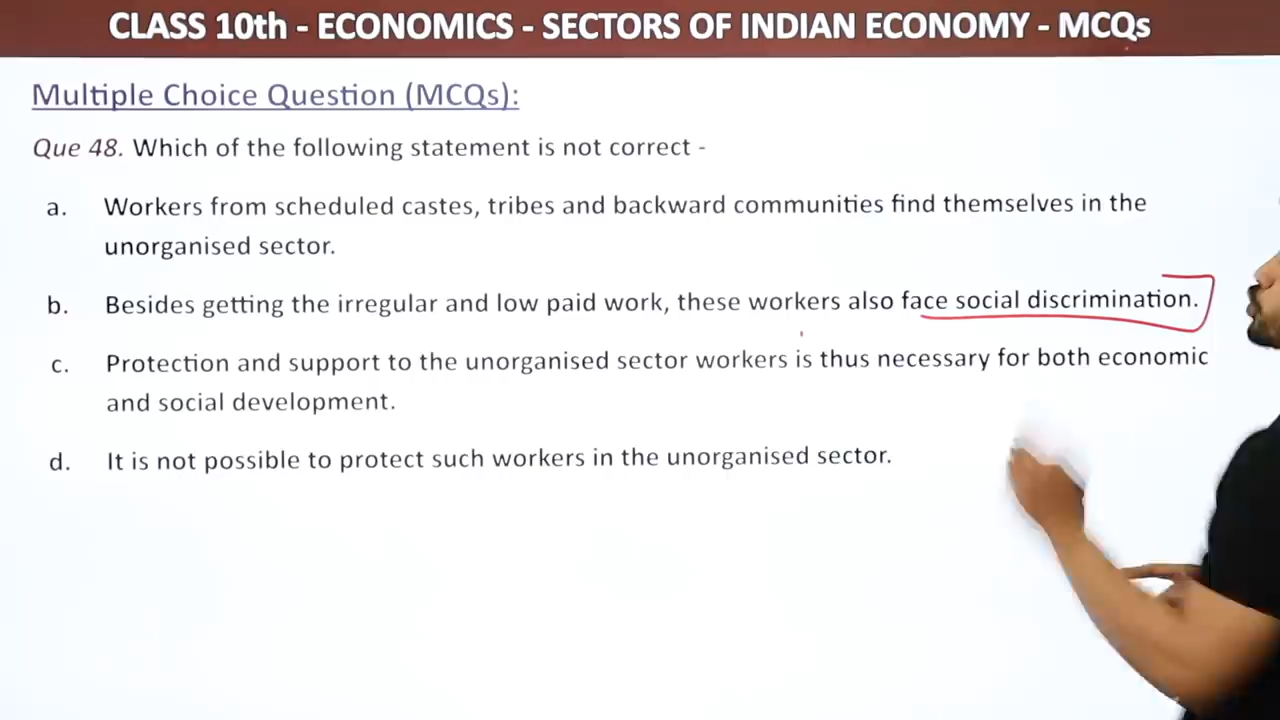 CLASS 10th - ECONOMICS - SECTORS OF INDIAN ECONOMY - MCQs
Multiple Choice Question (MCQs):
Que 48. Which of the following statement is not correct -
a. Workers from scheduled castes, tribes and backward communities find themselves in the
unorganised sector.
b. Besides getting the irregular and low paid work, these workers also face social discrimination.
c. Protection and support to the unorganised sector workers is thus necessary for both economic
and social development.
d. It is not possible to protect such workers in the unorganised sector.